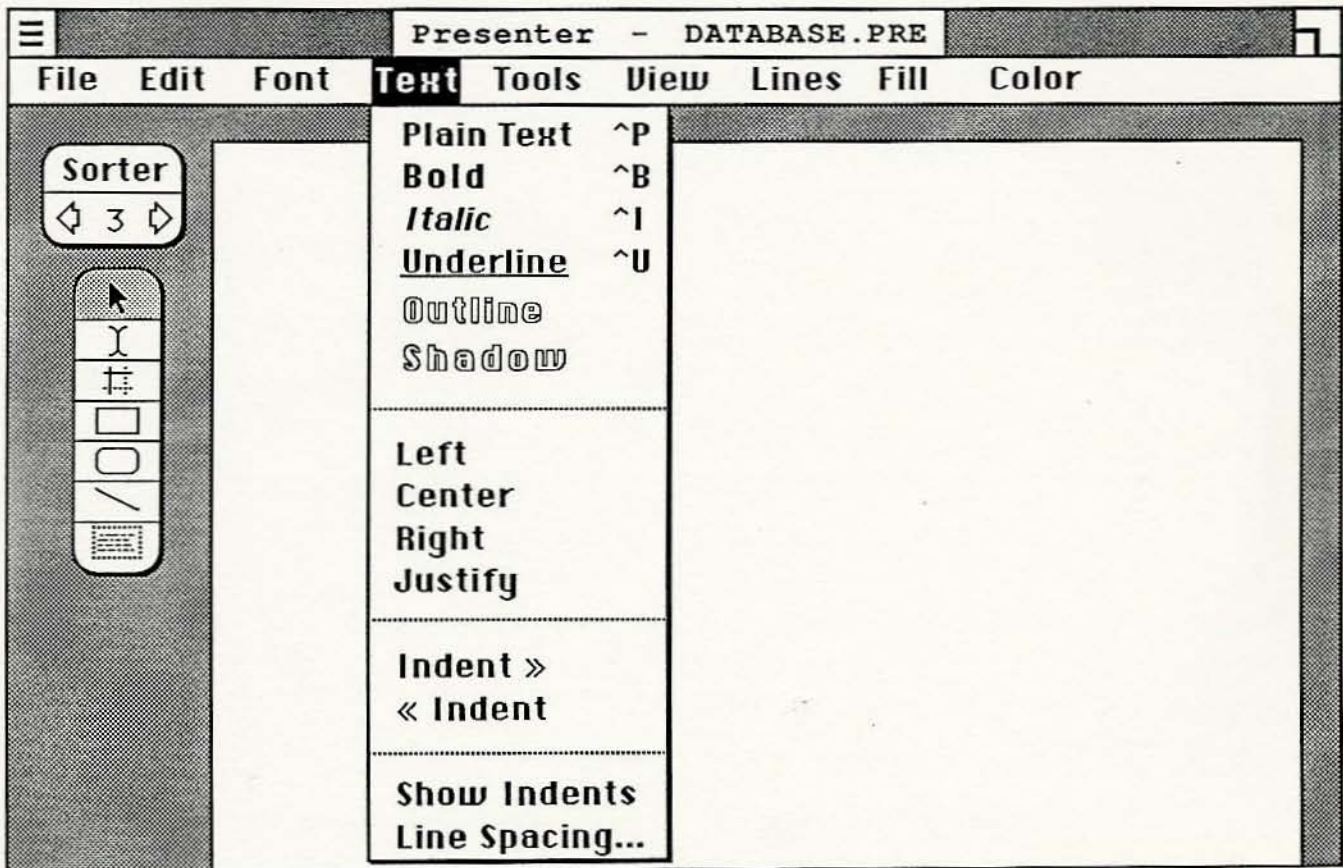 Presenter - DATABASE.PRE
File Edit Font Text Tools View Lines Fill Color
Sorter
3
Plain Text ^P
Bold ^B
Italic ^I
Underline ^U
Outline
Shadow
Left
Center
Right
Justify
Indent »
« Indent
Show Indents
Line Spacing...